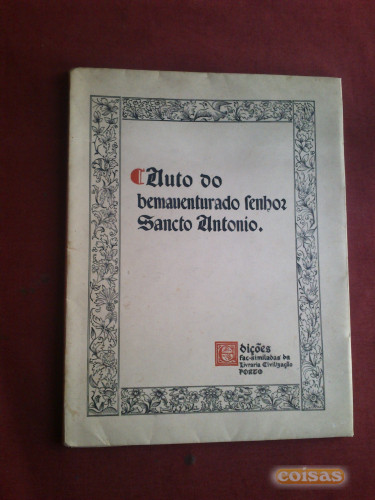 Auto do
bemauenturado senhor
Sancto Antonio.
Edições
fac-similadas da
Livraria Civilização
PORTO
coisas